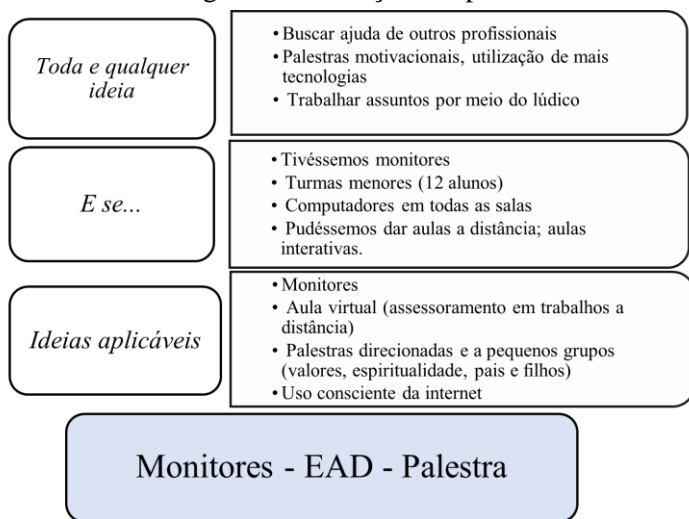 Toda e qualquer
ideia
• Buscar ajuda de outros profissionais
• Palestras motivacionais, utilização de mais
tecnologias
• Trabalhar assuntos por meio do lúdico
E se...
• Tivéssemos monitores
• Turmas menores (12 alunos)
• Computadores em todas as salas
• Pudéssemos dar aulas a distância; aulas
interativas.
Ideias aplicáveis
• Monitores
• Aula virtual (assessoramento em trabalhos a
distância)
• Palestras direcionadas e a pequenos grupos
(valores, espiritualidade, pais e filhos)
• Uso consciente da internet
Monitores - EAD - Palestra